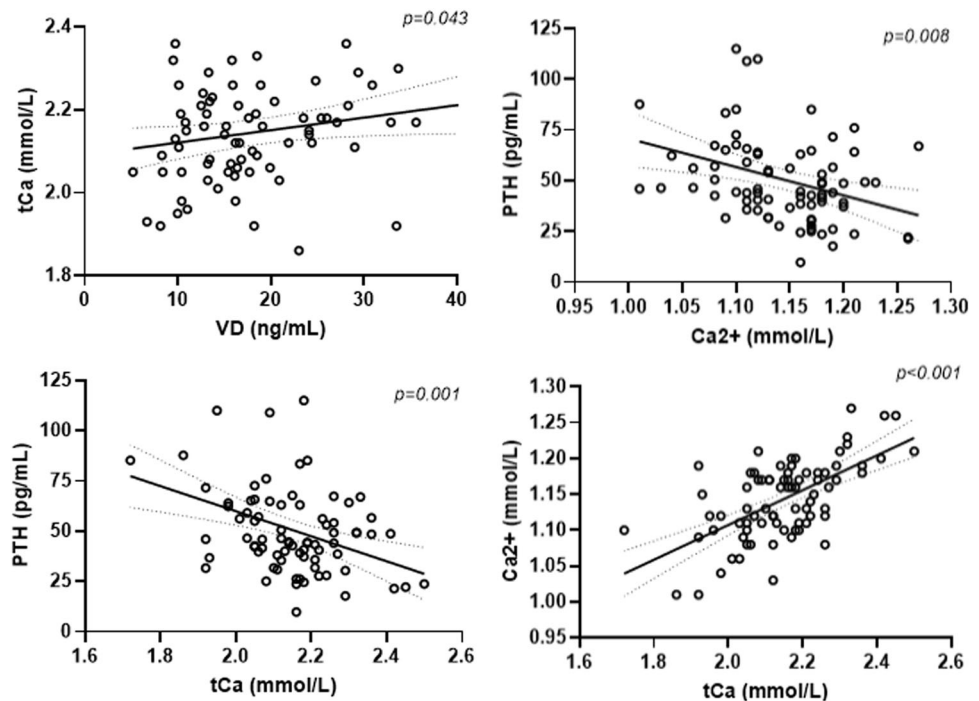 p=0.043
2.4
2.2
2.0
1.8
tCa (mmol/L)
0 10 20 30 40
VD (ng/mL)
p=0.008
125
100
75
50
25
0
PTH (pg/mL)
0.95 1.00 1.05 1.10 1.15 1.20 1.25 1.30
Ca2+ (mmol/L)
p=0.001
125
100
75
50
25
0
PTH (pg/mL)
1.6 1.8 2.0 2.2 2.4 2.6
tCa (mmol/L)
p<0.001
1.30
1.25
1.20
1.15
1.10
1.05
1.00
0.95
Ca2+ (mmol/L)
1.6 1.8 2.0 2.2 2.4 2.6
tCa (mmol/L)